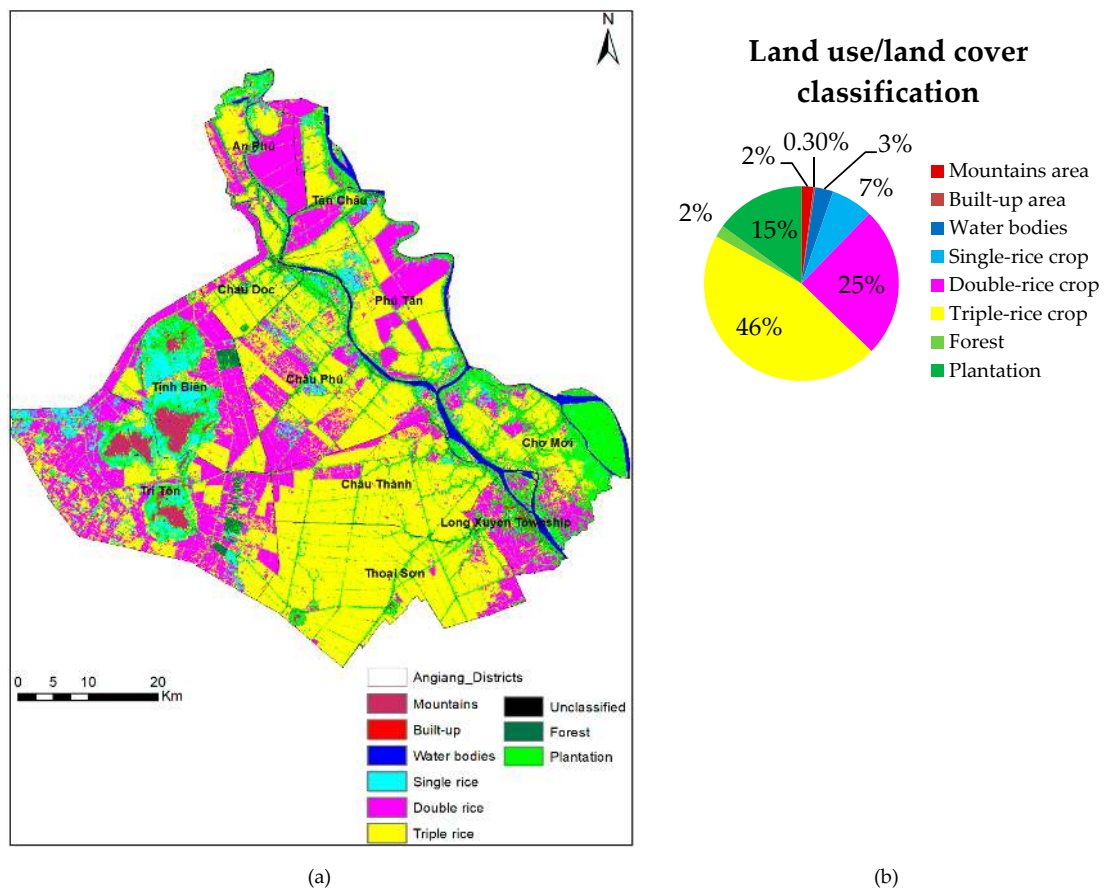 N
An Phú
Tân Châu
Châu Dốc
Phú Tân
Châu Phú
Tịnh Biên
Chợ Mới
Tri Tôn
Châu Thành
Long Xuyen Township
Thoại Sơn
0 5 10 20
Km
Angiang_Districts
Mountains
Built-up
Water bodies
Single rice
Double rice
Triple rice
Unclassified
Forest
Plantation
(a)
Land use/land cover
classification
2%
0.30%
3%
7%
2%
15%
25%
46%
Mountains area
Built-up area
Water bodies
Single-rice crop
Double-rice crop
Triple-rice crop
Forest
Plantation
(b)